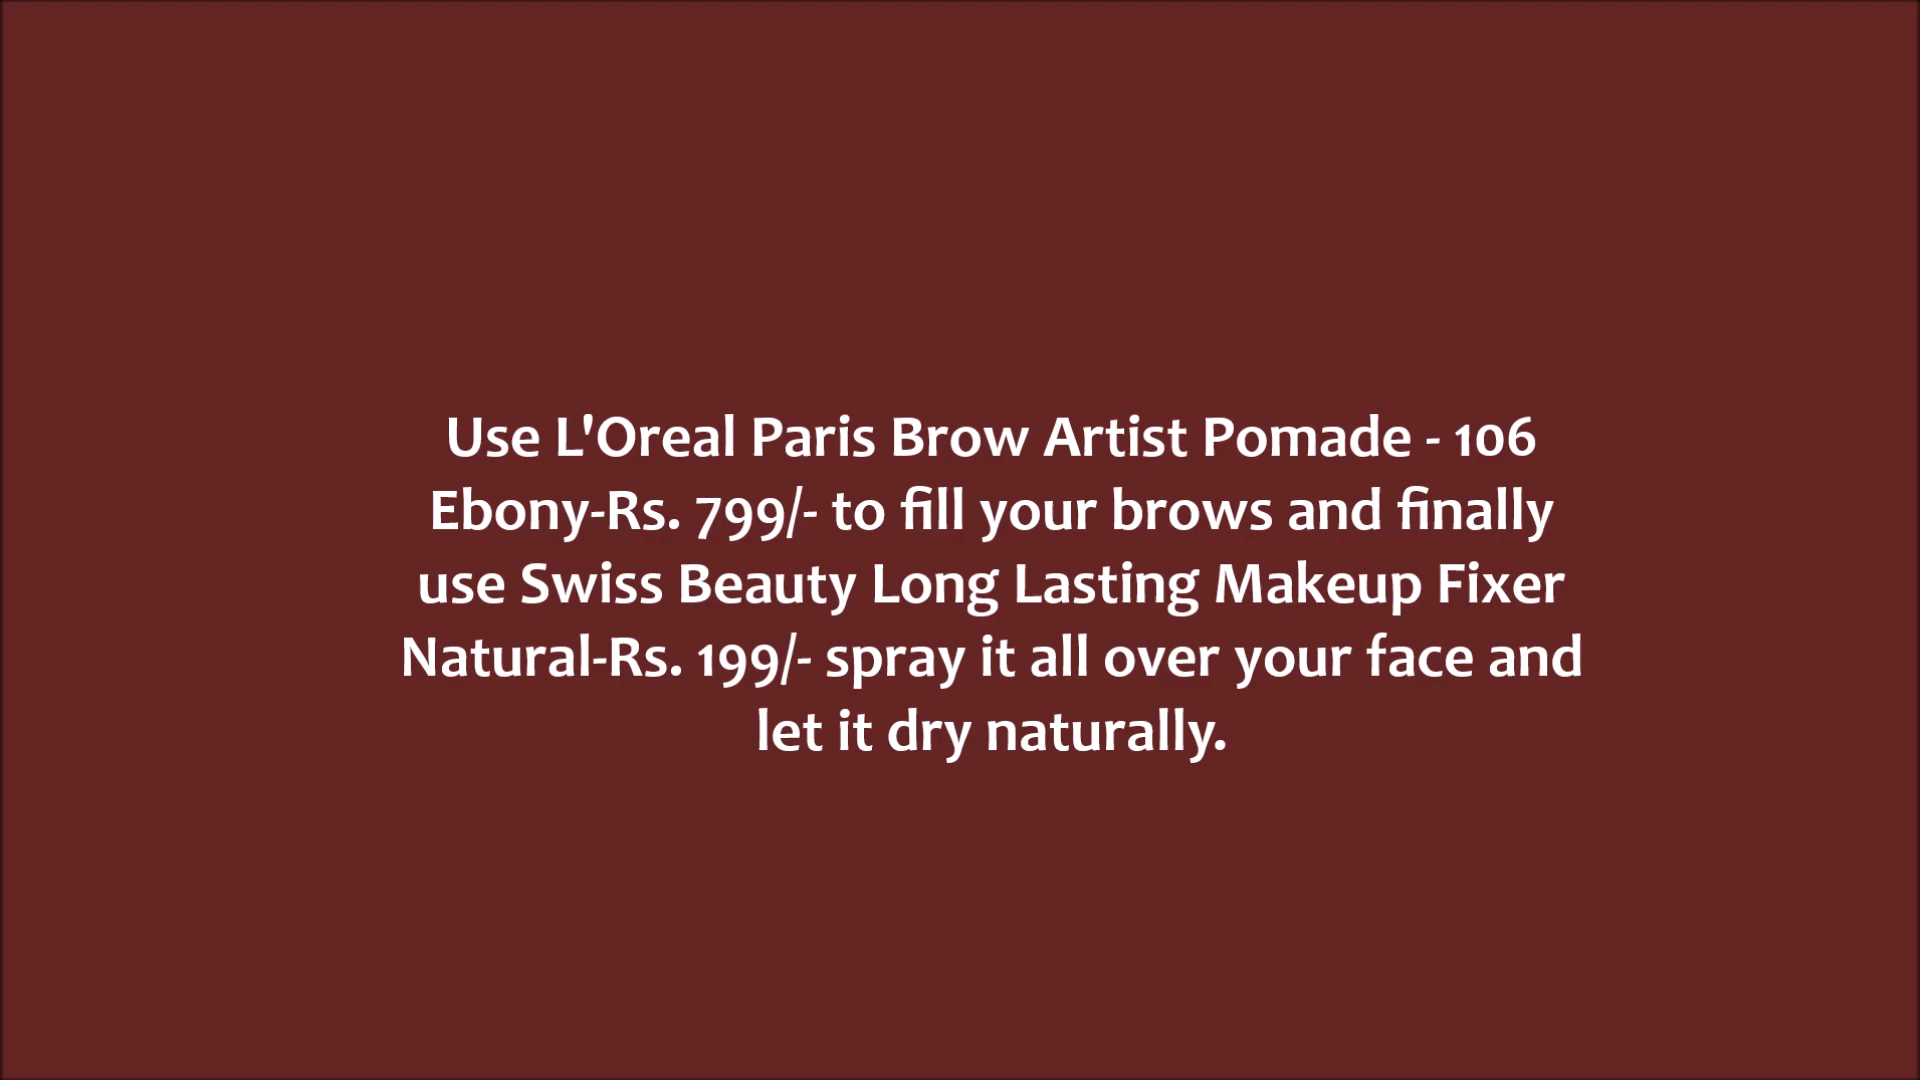 Use L'Oreal Paris Brow Artist Pomade - 106
Ebony-Rs. 799/- to fill your brows and finally
use Swiss Beauty Long Lasting Makeup Fixer
Natural-Rs. 199/- spray it all over your face and
let it dry naturally.